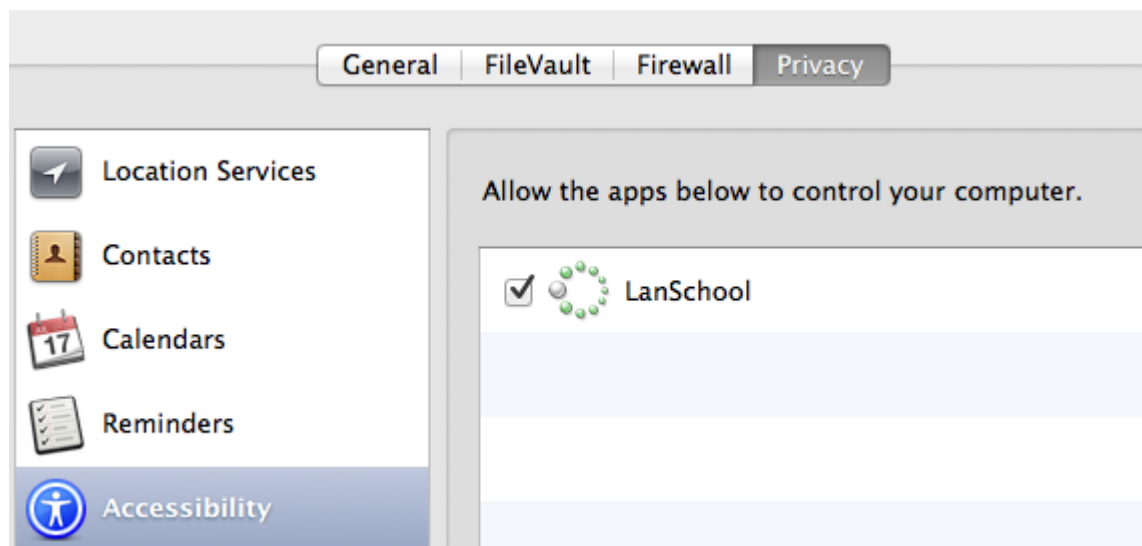 General FileVault Firewall Privacy
Location Services
Contacts
Calendars
17
Reminders
Accessibility
Allow the apps below to control your computer.
LanSchool